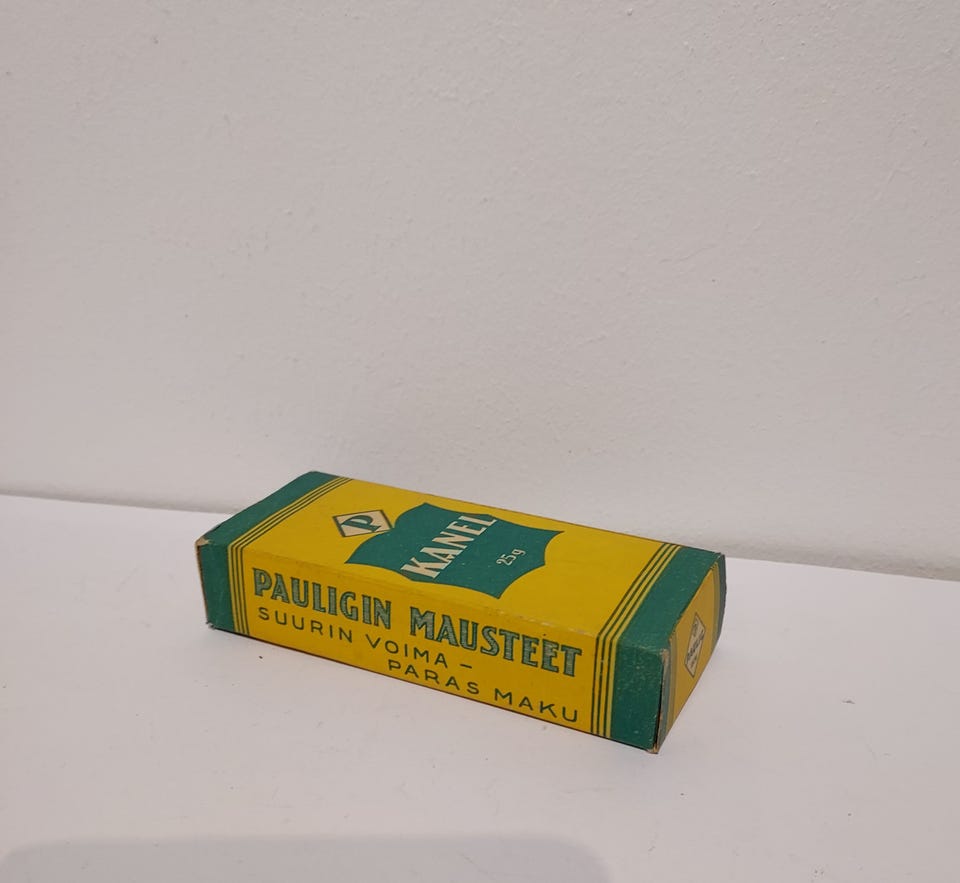 P
KANEL
25g
PAULIGIN MAUSTEET
SUURIN VOIMA –
PARAS MAKU